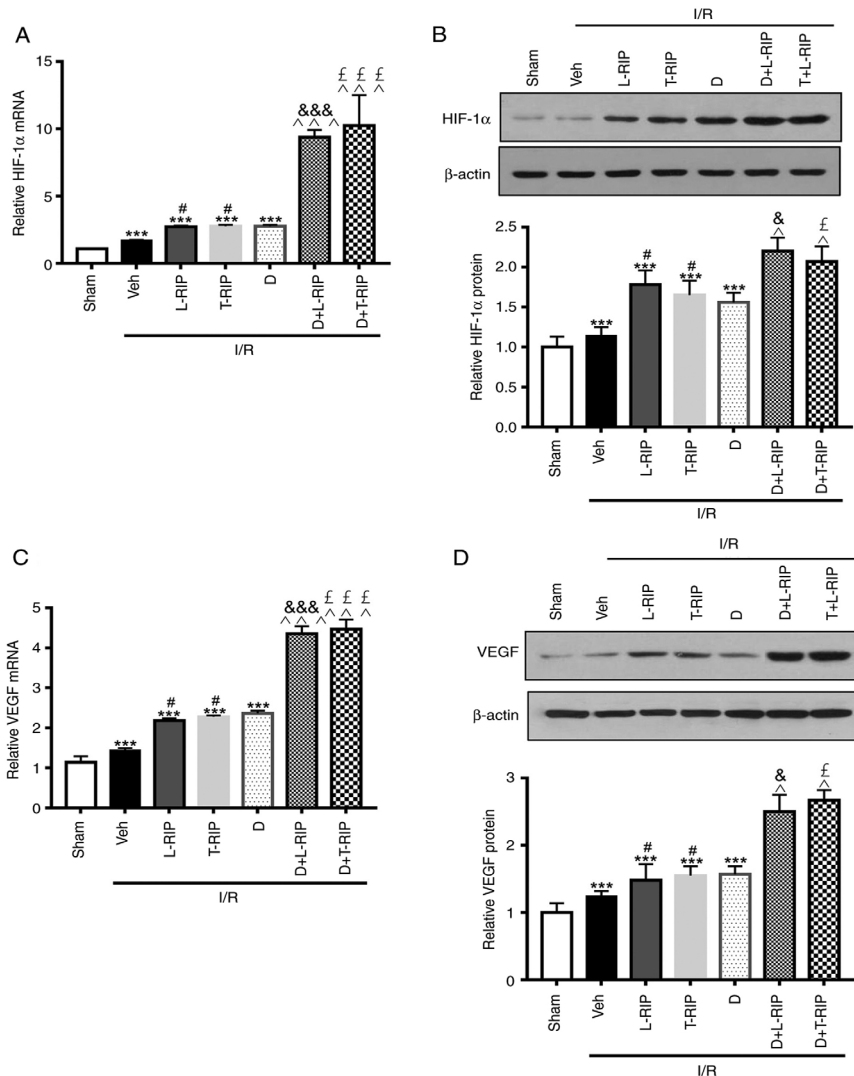 A
Relative HIF-1α mRNA
15
10
5
0
***
#
***
#
***
***
&&&
^ ^ ^
£ £ £
^ ^ ^
Sham
Veh
L-RIP
T-RIP
D
D+L-RIP
D+T-RIP
I/R
B
I/R
Sham
Veh
L-RIP
T-RIP
D
D+L-RIP
T+L-RIP
HIF-1α
β-actin
Relative HIF-1α protein
2.5
2.0
1.5
1.0
0.5
0.0
***
#
***
#
***
***
&
^
£
^
Sham
Veh
L-RIP
T-RIP
D
D+L-RIP
D+T-RIP
I/R
C
Relative VEGF mRNA
5
4
3
2
1
0
***
#
***
#
***
***
&&&
^ ^ ^
£ £ £
^ ^ ^
Sham
Veh
L-RIP
T-RIP
D
D+L-RIP
D+T-RIP
I/R
D
I/R
Sham
Veh
L-RIP
T-RIP
D
D+L-RIP
T+L-RIP
VEGF
β-actin
Relative VEGF protein
3
2
1
0
***
#
***
#
***
***
&
^
£
^
Sham
Veh
L-RIP
T-RIP
D
D+L-RIP
D+T-RIP
I/R